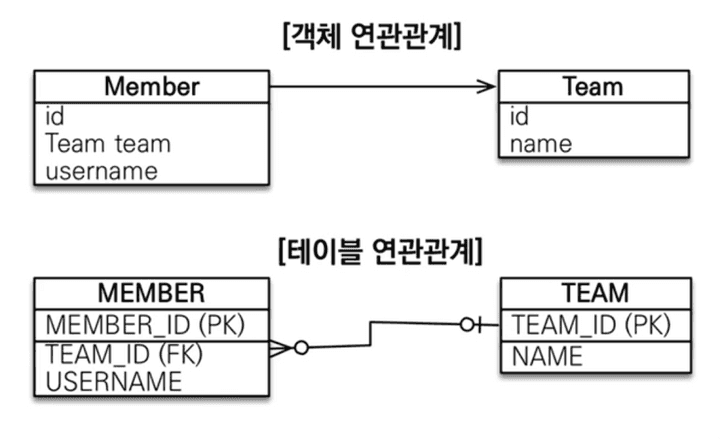 [객체 연관관계]
Member
id
Team team
username
Team
id
name
[테이블 연관관계]
MEMBER
MEMBER_ID (PK)
TEAM_ID (FK)
USERNAME
TEAM
TEAM_ID (PK)
NAME